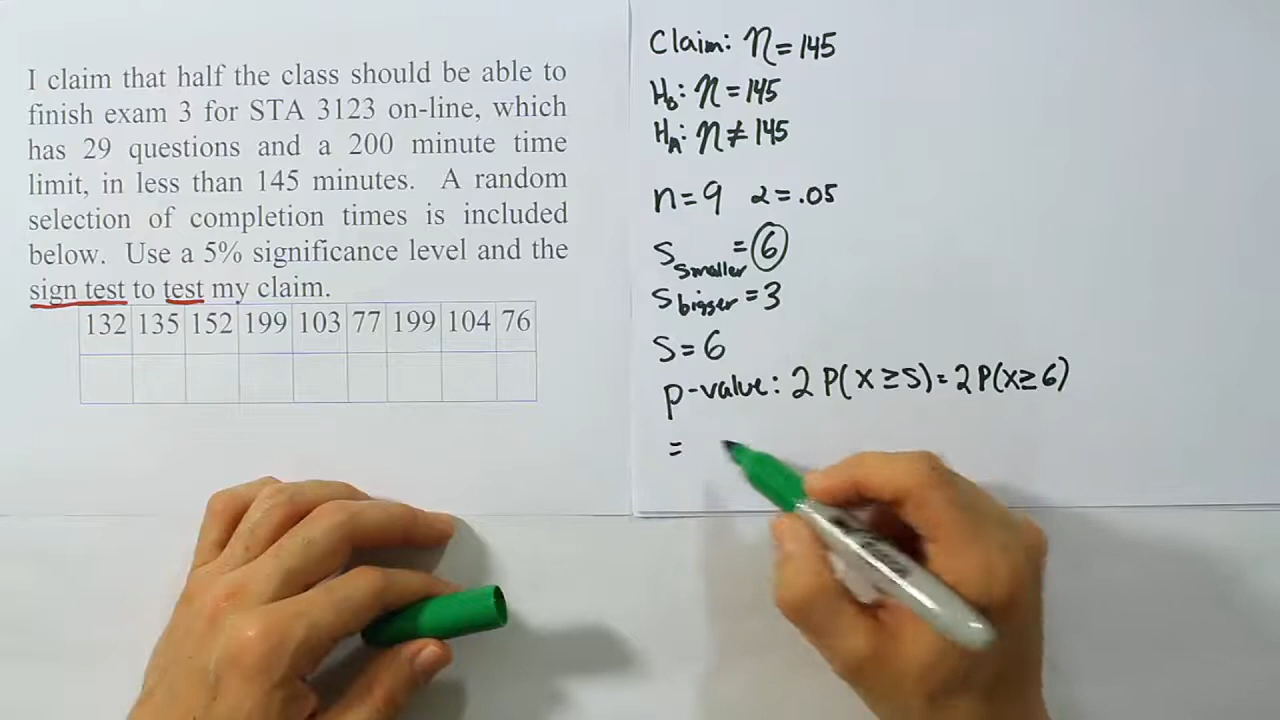 I claim that half the class should be able to
finish exam 3 for STA 3123 on-line, which
has 29 questions and a 200 minute time
limit, in less than 145 minutes. A random
selection of completion times is included
below. Use a 5% significance level and the
sign test to test my claim.
132 135 152 199 103 77 199 104 76
Claim: η = 145
H₀: η = 145
Hₐ: η ≠ 145
n = 9 α = .05
S smaller = 6
S bigger = 3
S = 6
p-value: 2 P(X ≥ S) = 2 P(X ≥ 6)
=